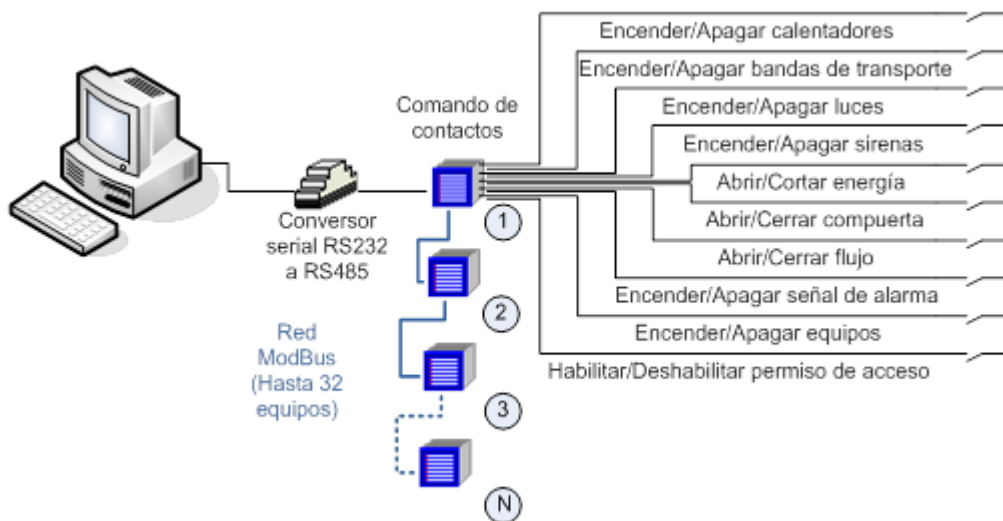 Encender/Apagar calentadores
Encender/Apagar bandas de transporte
Comando de
contactos
Encender/Apagar luces
Encender/Apagar sirenas
Abrir/Cortar energía
Abrir/Cerrar compuerta
Abrir/Cerrar flujo
Encender/Apagar señal de alarma
Encender/Apagar equipos
Habilitar/Deshabilitar permiso de acceso
Conversor
serial RS232
a RS485
1
2
Red
ModBus
(Hasta 32
equipos)
3
N